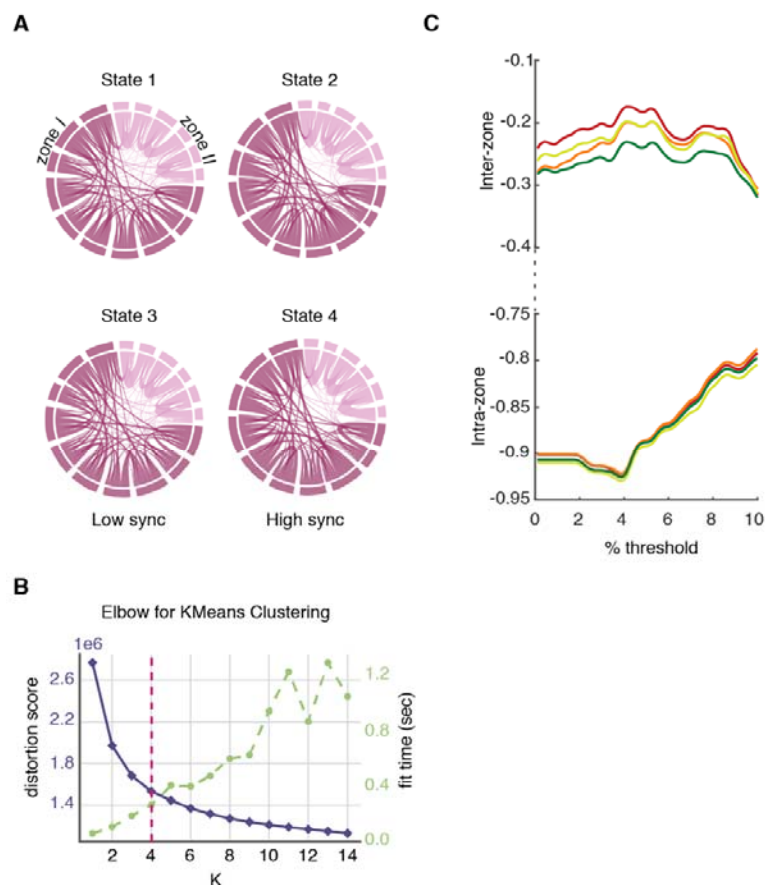 A
State 1
State 2
zone I
zone II
State 3
State 4
Low sync
High sync
B
Elbow for KMeans Clustering
1e6
2.6
2.2
1.8
1.4
distortion score
1.2
0.8
0.4
0.0
fit time (sec)
2 4 6 8 10 12 14
K
C
-0.1
-0.2
-0.3
-0.4
Inter-zone
-0.75
-0.8
-0.85
-0.9
-0.95
Intra-zone
0 2 4 6 8 10
% threshold